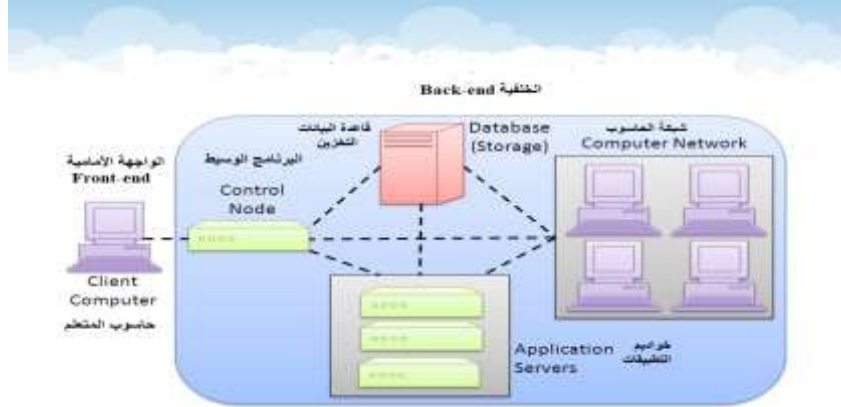 الخلفية Back-end
قاعدة البيانات
التخزين
Database
(Storage)
شبكة الحاسوب
Computer Network
الواجهة الأمامية
Front-end
البرنامج الوسيط
Control
Node
Client
Computer
حاسوب المتعلم
Application
Servers
خواديم
التطبيقات